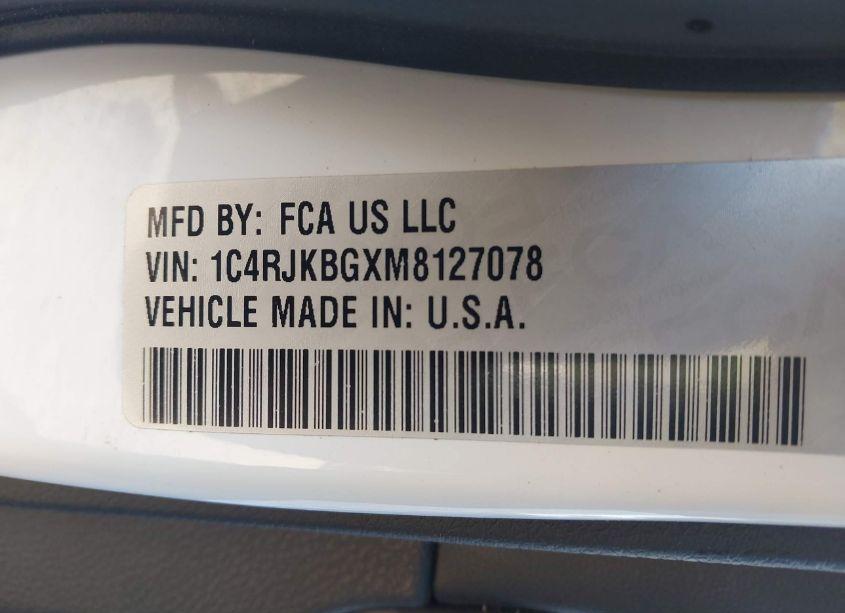 MFD BY: FCA US LLC
VIN: 1C4RJKBGXM8127078
VEHICLE MADE IN: U.S.A.